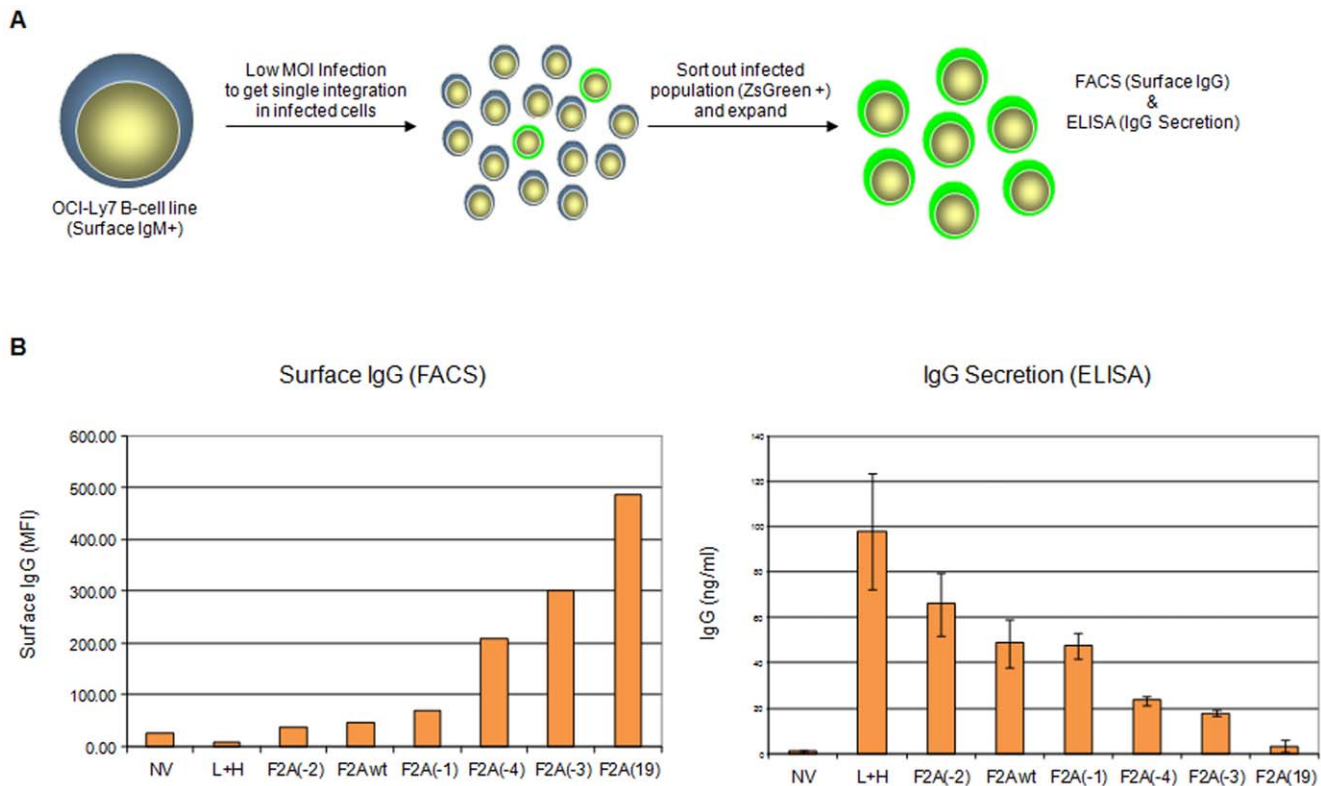 A
Low MOI Infection
to get single integration
in infected cells
Sort out infected
population (ZsGreen +)
and expand
FACS (Surface IgG)
&
ELISA (IgG Secretion)
OCI-Ly7 B-cell line
(Surface IgM+)
B
Surface IgG (FACS)
Surface IgG (MFI)
600.00
500.00
400.00
300.00
200.00
100.00
0.00
NV L+H F2A(-2) F2Awt F2A(-1) F2A(-4) F2A(-3) F2A(19)
IgG Secretion (ELISA)
IgG (ng/ml)
140
120
100
80
60
40
20
0
NV L+H F2A(-2) F2Awt F2A(-1) F2A(-4) F2A(-3) F2A(19)